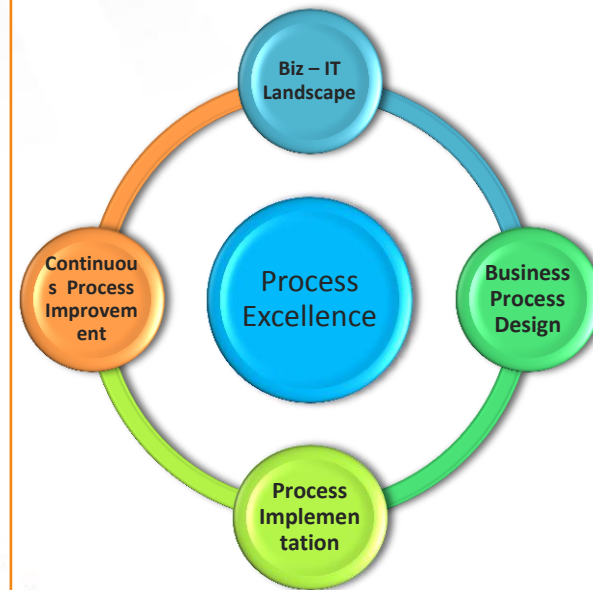 Biz – IT
Landscape
Continuou
s Process
Improvem
ent
Process
Excellence
Business
Process
Design
Process
Implemen
tation